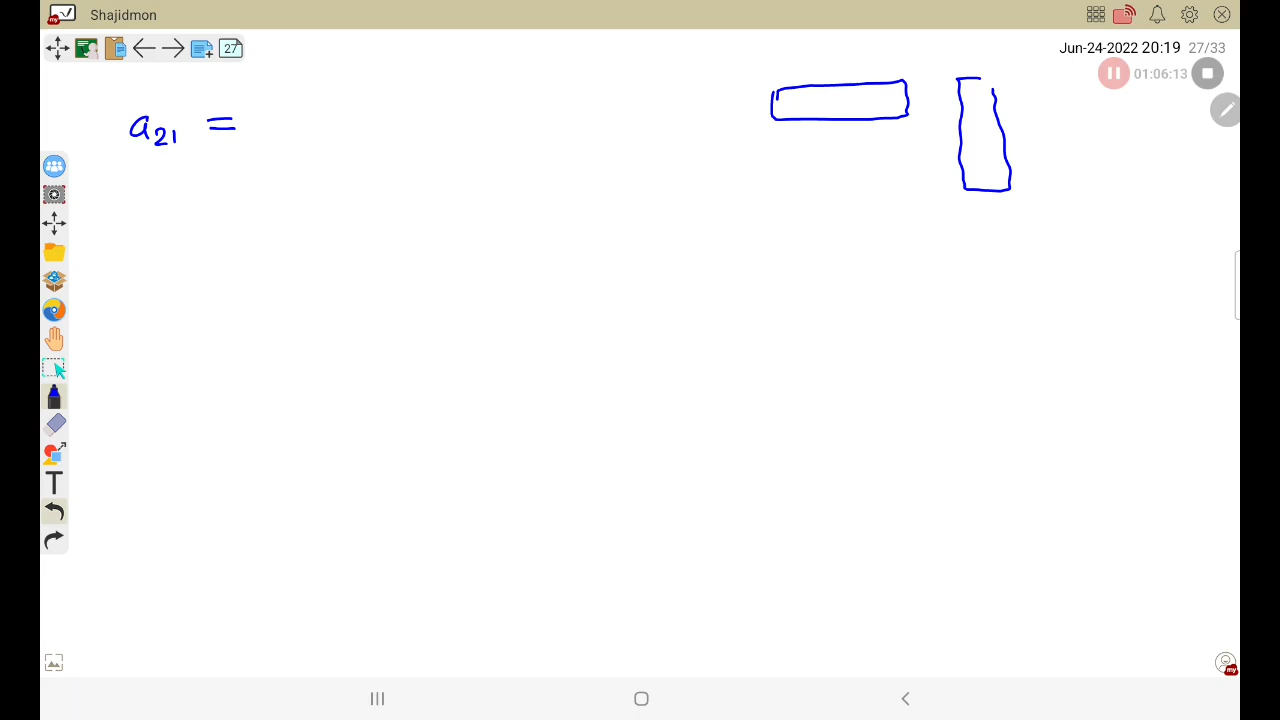 Shajidmon
27
Jun-24-2022 20:19 27/33
01:06:13
a₂₁ =
T